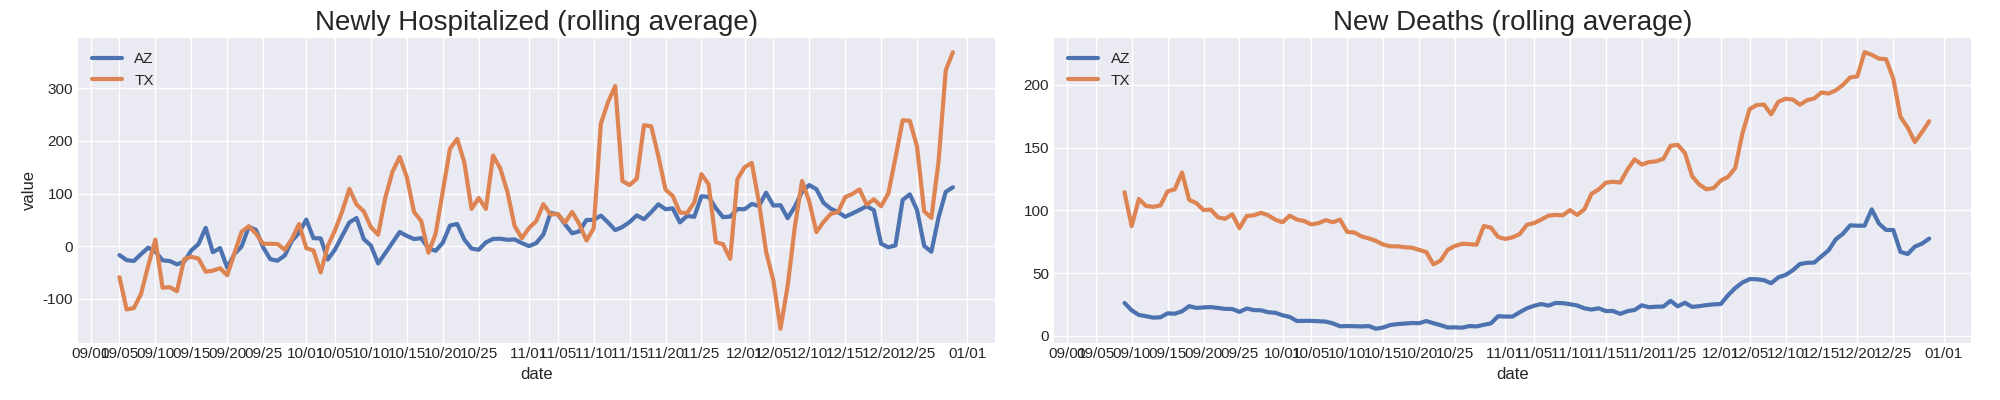 Newly Hospitalized (rolling average)
AZ
TX
300
200
100
0
-100
value
09/01 09/05 09/10 09/15 09/20 09/25 10/01 10/05 10/10 10/15 10/20 10/25 11/01 11/05 11/10 11/15 11/20 11/25 12/01 12/05 12/10 12/15 12/20 12/25 01/01
date
New Deaths (rolling average)
AZ
TX
200
150
100
50
0
09/01 09/05 09/10 09/15 09/20 09/25 10/01 10/05 10/10 10/15 10/20 10/25 11/01 11/05 11/10 11/15 11/20 11/25 12/01 12/05 12/10 12/15 12/20 12/25 01/01
date